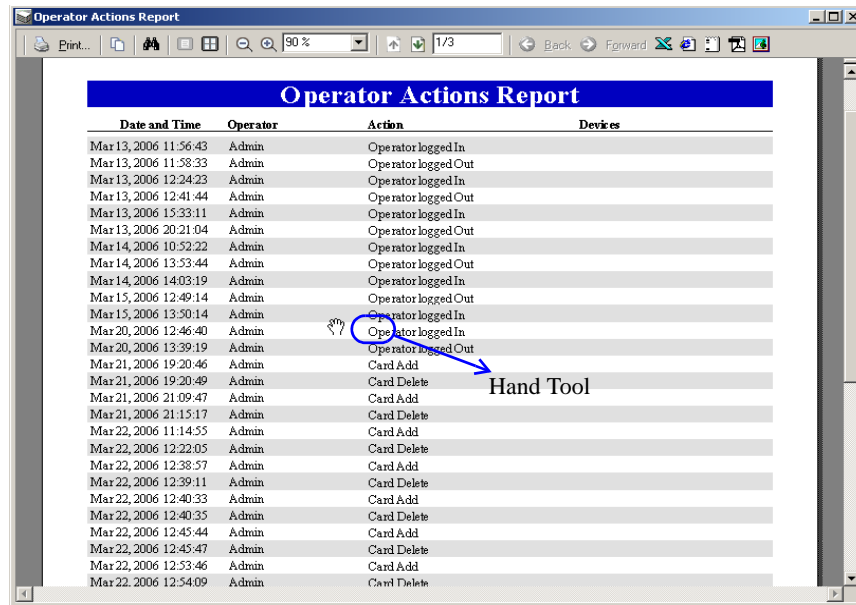 Operator Actions Report
Print... 90 % 1/3 Back Forward
Operator Actions Report
Date and Time Operator Action Devices
Mar 13, 2006 11:56:43 Admin Operator logged In
Mar 13, 2006 11:58:33 Admin Operator logged Out
Mar 13, 2006 12:24:23 Admin Operator logged In
Mar 13, 2006 12:41:44 Admin Operator logged Out
Mar 13, 2006 15:33:11 Admin Operator logged In
Mar 13, 2006 20:21:04 Admin Operator logged Out
Mar 14, 2006 10:52:22 Admin Operator logged In
Mar 14, 2006 13:53:44 Admin Operator logged Out
Mar 14, 2006 14:03:19 Admin Operator logged In
Mar 15, 2006 12:49:14 Admin Operator logged Out
Mar 15, 2006 13:50:14 Admin Operator logged In
Mar 20, 2006 12:46:40 Admin Operator logged In
Mar 20, 2006 13:39:19 Admin Operator logged Out
Mar 21, 2006 19:20:46 Admin Card Add
Mar 21, 2006 19:20:49 Admin Card Delete
Hand Tool
Mar 21, 2006 21:09:47 Admin Card Add
Mar 21, 2006 21:15:17 Admin Card Delete
Mar 22, 2006 11:14:55 Admin Card Add
Mar 22, 2006 12:22:05 Admin Card Delete
Mar 22, 2006 12:38:57 Admin Card Add
Mar 22, 2006 12:39:11 Admin Card Delete
Mar 22, 2006 12:40:33 Admin Card Add
Mar 22, 2006 12:40:35 Admin Card Delete
Mar 22, 2006 12:45:44 Admin Card Add
Mar 22, 2006 12:45:47 Admin Card Delete
Mar 22, 2006 12:53:46 Admin Card Add
Mar 22, 2006 12:54:09 Admin Card Delete